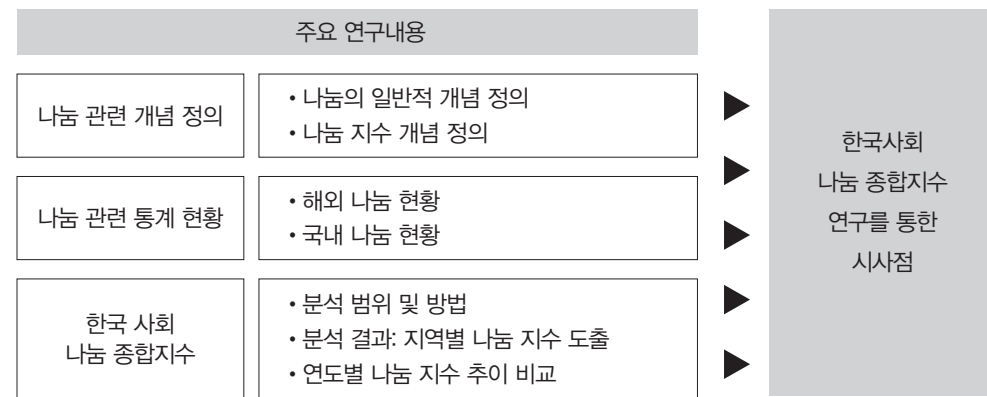 주요 연구내용
나눔 관련 개념 정의
• 나눔의 일반적 개념 정의
• 나눔 지수 개념 정의
나눔 관련 통계 현황
• 해외 나눔 현황
• 국내 나눔 현황
한국 사회
나눔 종합지수
• 분석 범위 및 방법
• 분석 결과: 지역별 나눔 지수 도출
• 연도별 나눔 지수 추이 비교
한국사회
나눔 종합지수
연구를 통한
시사점